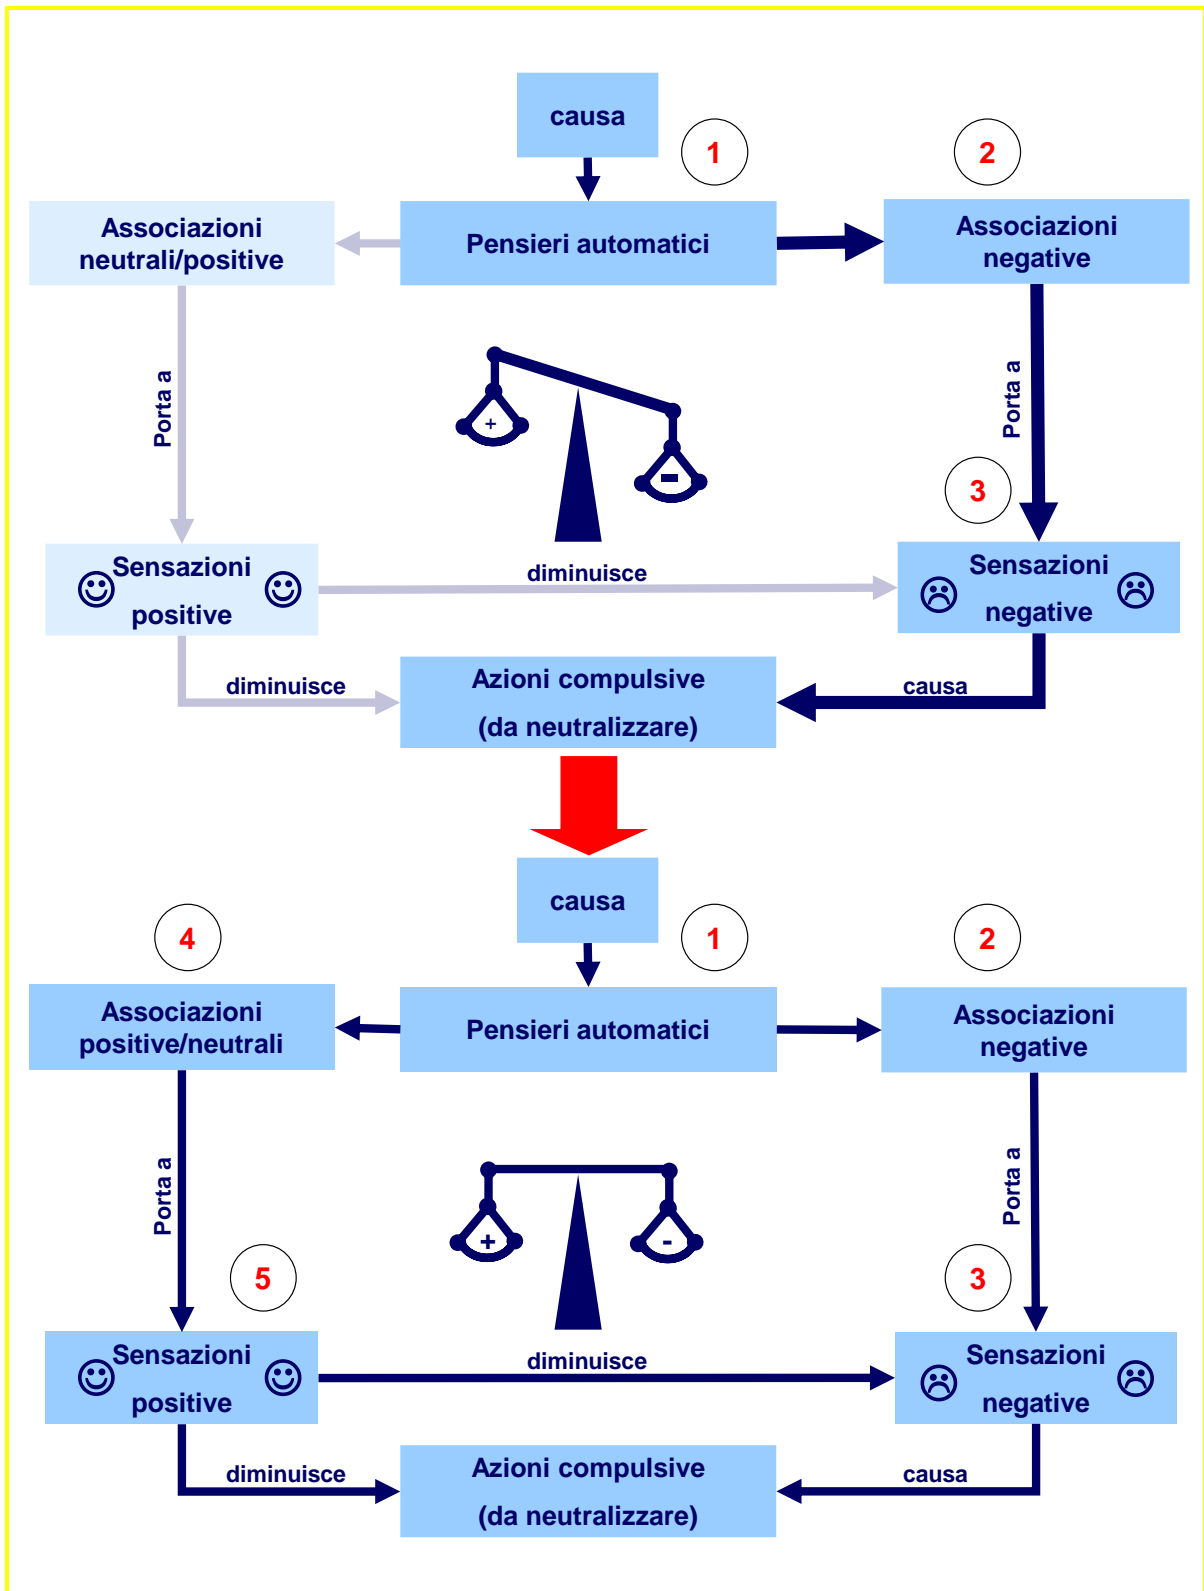 causa
1
2
Associazioni
neutrali/positive
Pensieri automatici
Associazioni
negative
Porta a
+
-
Porta a
3
Sensazioni
positive
diminuisce
Sensazioni
negative
diminuisce
Azioni compulsive
(da neutralizzare)
causa
causa
4
1
2
Associazioni
positive/neutrali
Pensieri automatici
Associazioni
negative
Porta a
+
-
Porta a
5
3
Sensazioni
positive
diminuisce
Sensazioni
negative
diminuisce
Azioni compulsive
(da neutralizzare)
causa